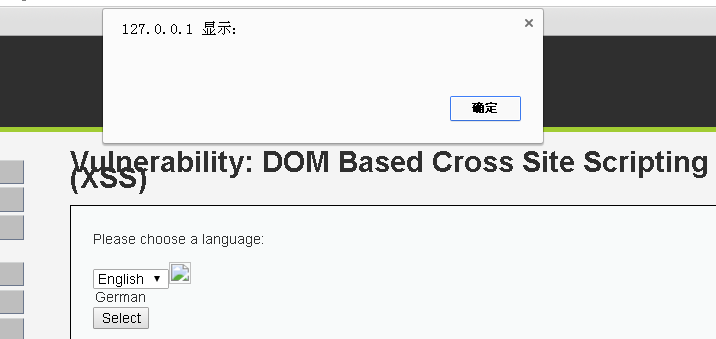 127.0.0.1 显示:
×
确定
Vulnerability: DOM Based Cross Site Scripting
(XSS)
Please choose a language:
English ▼
German
Select